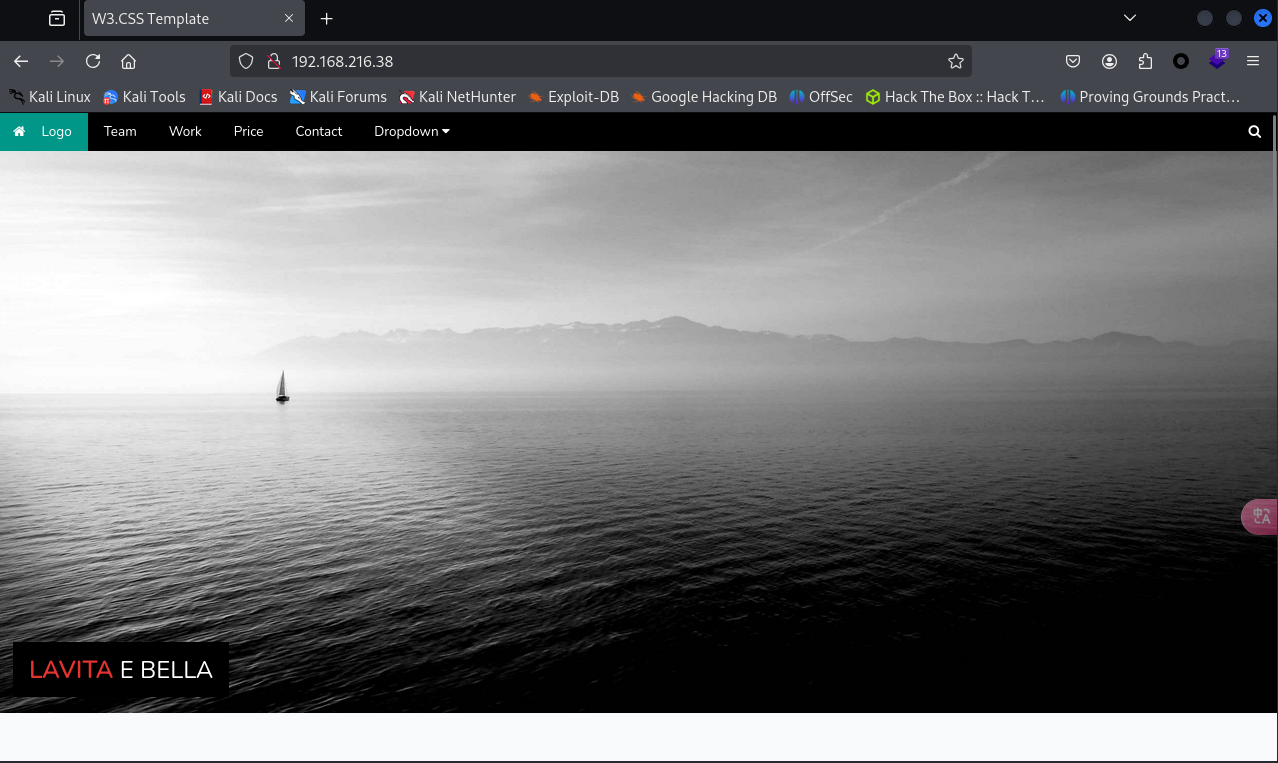 W3.CSS Template
192.168.216.38
13
Kali Linux Kali Tools Kali Docs Kali Forums Kali NetHunter Exploit-DB Google Hacking DB OffSec Hack The Box :: Hack T… Proving Grounds Pract…
Logo Team Work Price Contact Dropdown
中
A
LAVITA E BELLA